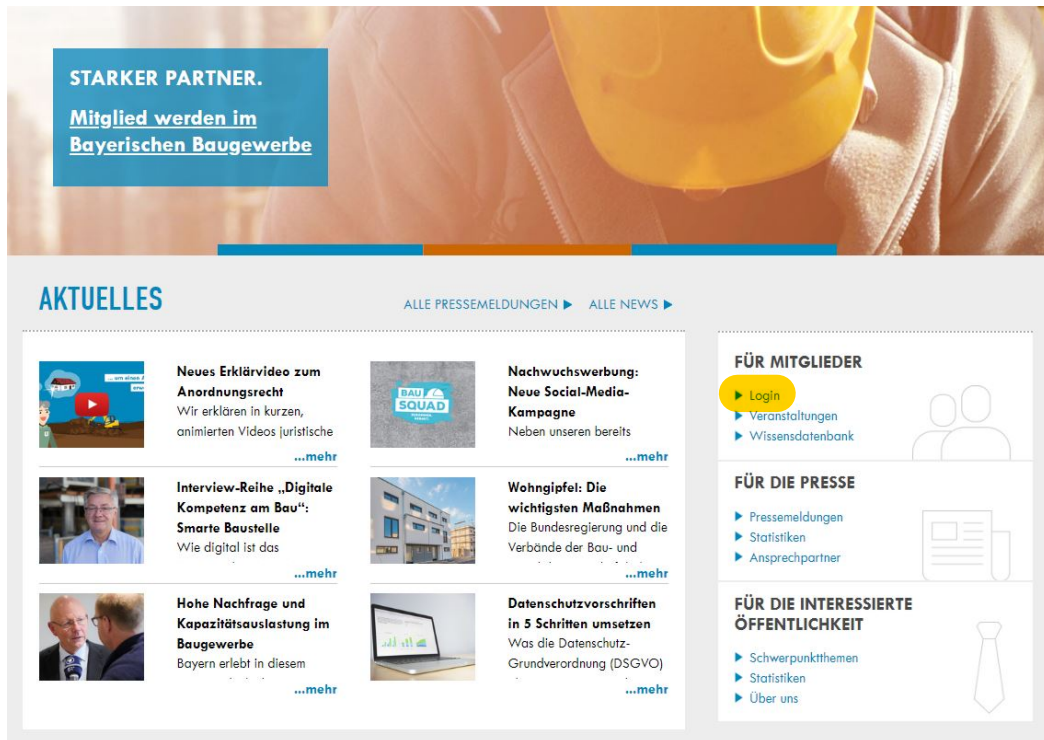 STARKER PARTNER.
Mitglied werden im
Bayerischen Baugewerbe
AKTUELLES
ALLE PRESSEMELDUNGEN
ALLE NEWS
Neues Erklärvideo zum
Anordnungsrecht
Wir erklären in kurzen,
animierten Videos juristische
...mehr
BAU
SQUAD
Nachwuchswerbung:
Neue Social-Media-
Kampagne
Neben unseren bereits
...mehr
Interview-Reihe „Digitale
Kompetenz am Bau“:
Smarte Baustelle
Wie digital ist das
...mehr
Wohngipfel: Die
wichtigsten Maßnahmen
Die Bundesregierung und die
Verbände der Bau- und
...mehr
Hohe Nachfrage und
Kapazitätsauslastung im
Baugewerbe
Bayern erlebt in diesem
...mehr
Datenschutzvorschriften
in 5 Schritten umsetzen
Was die Datenschutz-
Grundverordnung (DSGVO)
...mehr
FÜR MITGLIEDER
Login
Veranstaltungen
Wissensdatenbank
FÜR DIE PRESSE
Pressemeldungen
Statistiken
Ansprechpartner
FÜR DIE INTERESSIERTE
ÖFFENTLICHKEIT
Schwerpunktthemen
Statistiken
Über uns